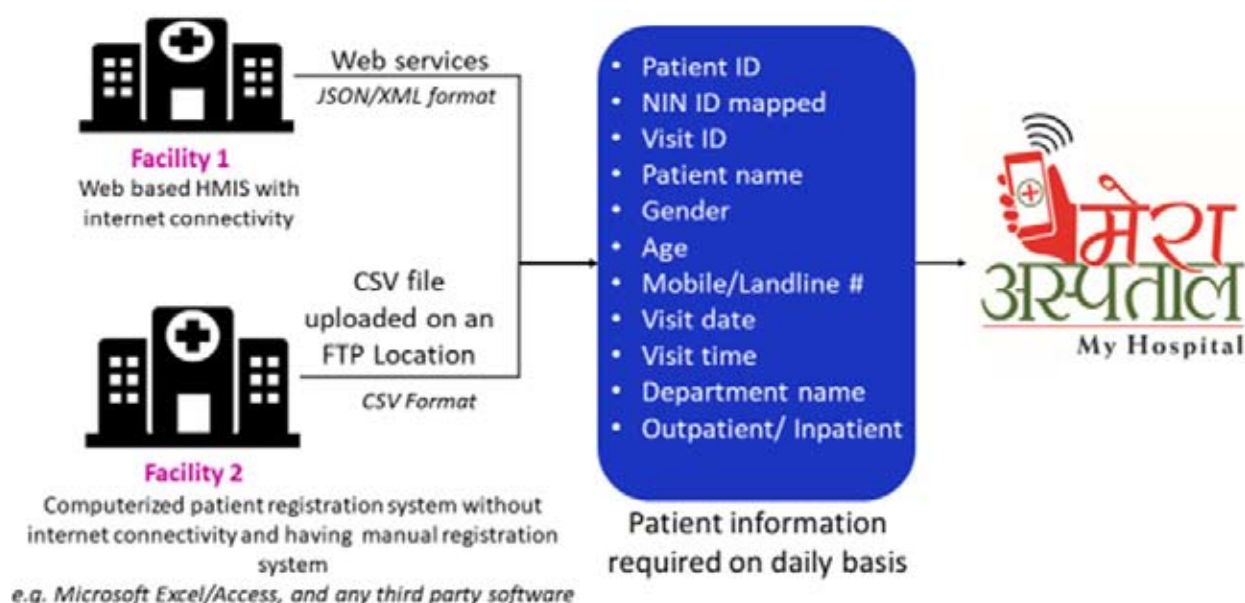 Web services
JSON/XML format
Facility 1
Web based HMIS with
internet connectivity
CSV file
uploaded on an
FTP Location
CSV Format
Facility 2
Computerized patient registration system without
internet connectivity and having manual registration
system
e.g. Microsoft Excel/Access, and any third party software
• Patient ID
• NIN ID mapped
• Visit ID
• Patient name
• Gender
• Age
• Mobile/Landline #
• Visit date
• Visit time
• Department name
• Outpatient/ Inpatient
Patient information
required on daily basis
मेरा
अस्पताल
My Hospital